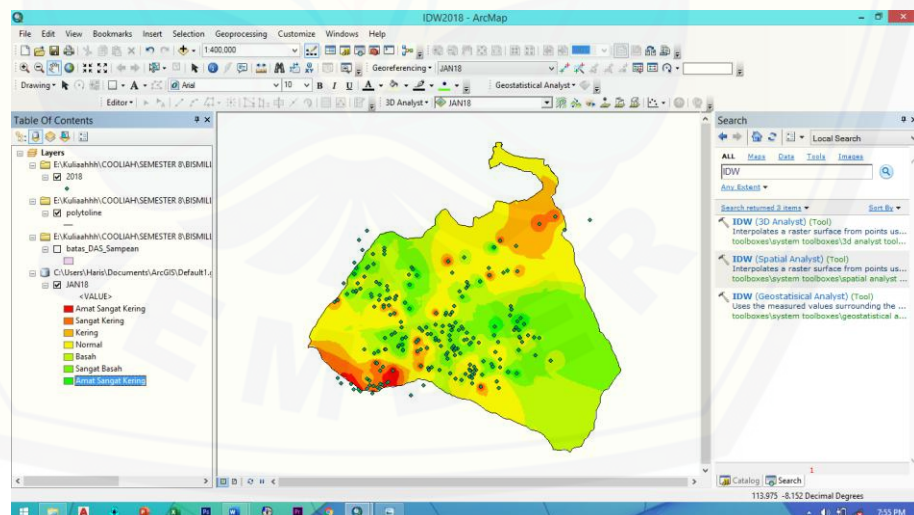 IDW2018 - ArcMap
File Edit View Bookmarks Insert Selection Geoprocessing Customize Windows Help
1:400,000
Georeferencing JAN18
Drawing A Arial 10 B I U A Geostatistical Analyst
Editor 3D Analyst JAN18
Table Of Contents
Layers
E:\Kuliaahhh\COOLIAH\SEMESTER 8\BISMILL
2018
E:\Kuliaahhh\COOLIAH\SEMESTER 8\BISMILL
polytoline
E:\Kuliaahhh\COOLIAH\SEMESTER 8\BISMILL
batas_DAS_Sampean
C:\Users\Haris\Documents\ArcGIS\Default1.g
JAN18
<VALUE>
Amat Sangat Kering
Sangat Kering
Kering
Normal
Basah
Sangat Basah
Amat Sangat Kering
Search
Local Search
ALL Maps Data Tools Images
IDW
Any Extent
Search returned 3 items Sort By
IDW (3D Analyst) (Tool)
Interpolates a raster surface from points us...
toolboxes\system toolboxes\3d analyst tool...
IDW (Spatial Analyst) (Tool)
Interpolates a raster surface from points us...
toolboxes\system toolboxes\spatial analyst ...
IDW (Geostatisical Analyst) (Tool)
Uses the measured values surrounding the ...
toolboxes\system toolboxes\geostatistical a...
1
Catalog Search
113.975 -8.152 Decimal Degrees
2:55 PM